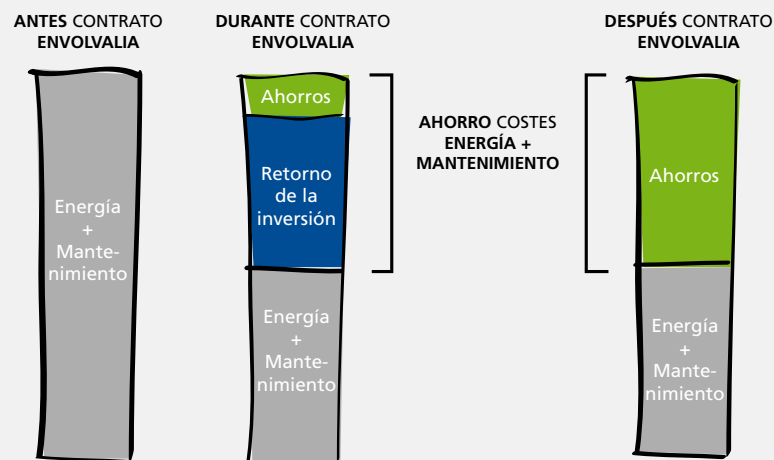 ANTES CONTRATO
ENVOLVALIA
Energía
+
Mante-
nimiento
DURANTE CONTRATO
ENVOLVALIA
Ahorros
Retorno
de la
inversión
Energía
+
Mante-
nimiento
AHORRO COSTES
ENERGÍA +
MANTENIMIENTO
DESPUÉS CONTRATO
ENVOLVALIA
Ahorros
Energía
+
Mante-
nimiento